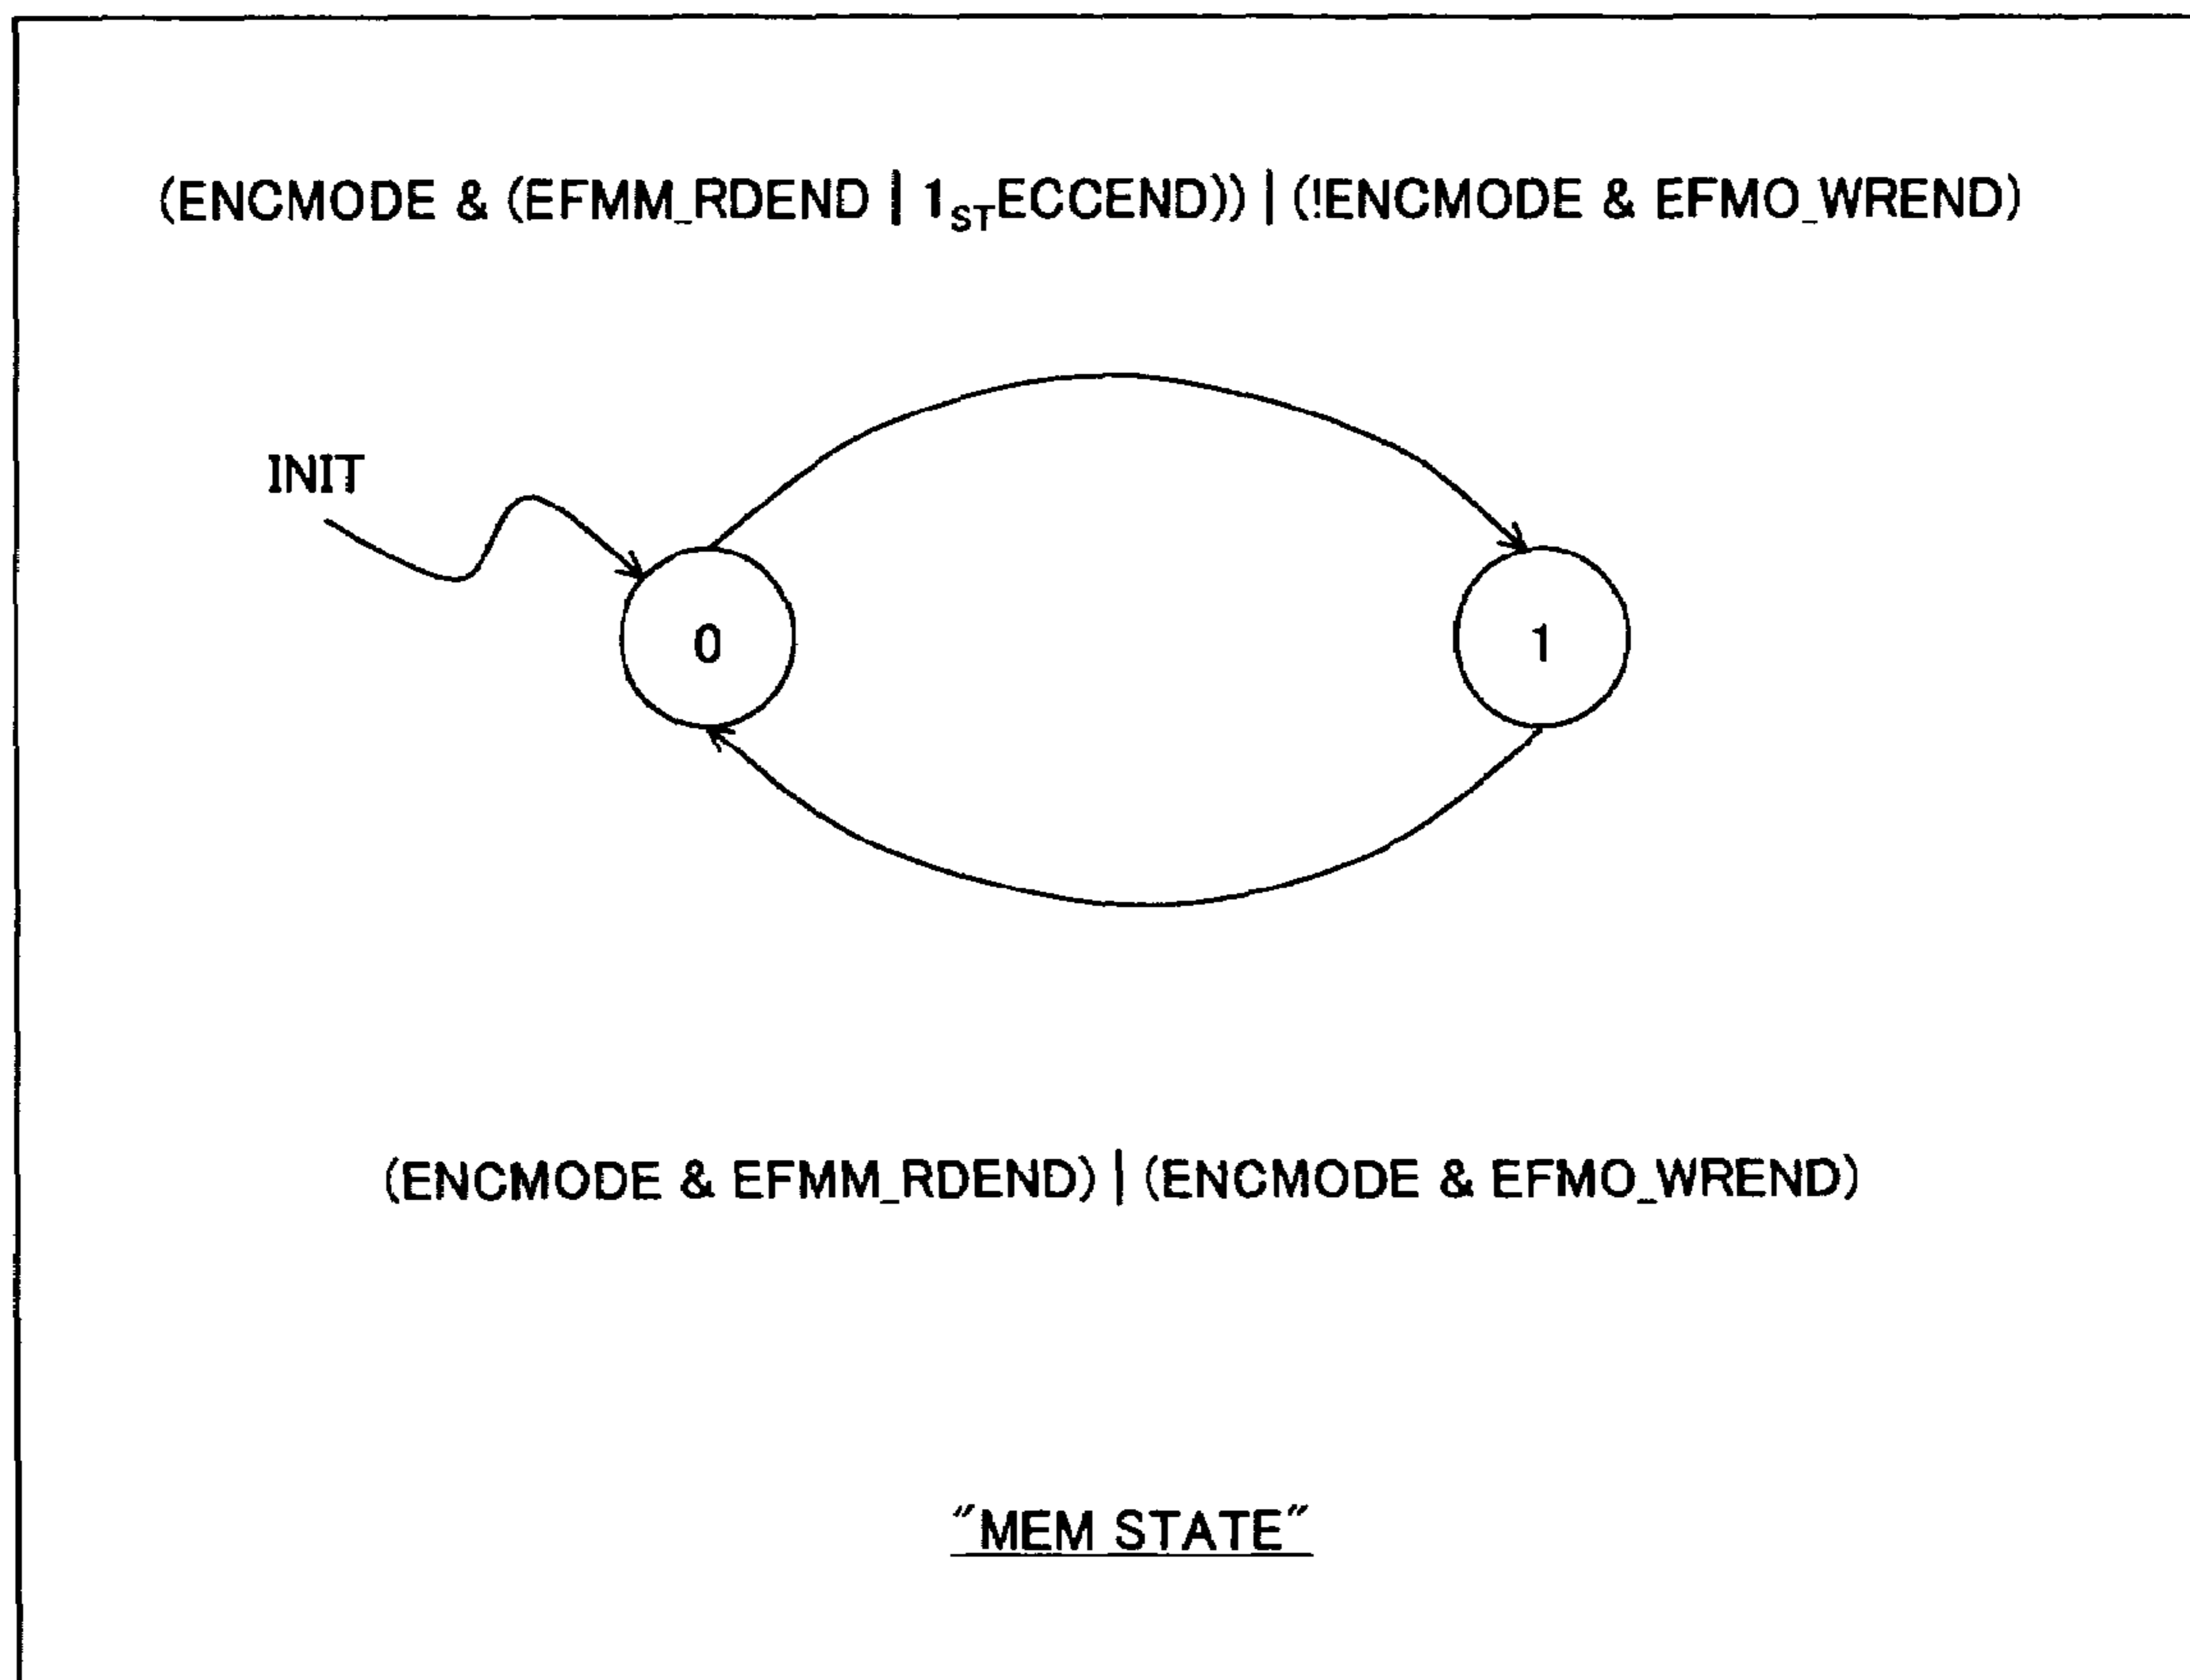 (ENCMODE & (EFMM_RDEND | 1STECCEND)) | (!ENCMODE & EFMO_WREND)
INIT
0
1
(ENCMODE & EFMM_RDEND) | (ENCMODE & EFMO_WREND)
"MEM STATE"